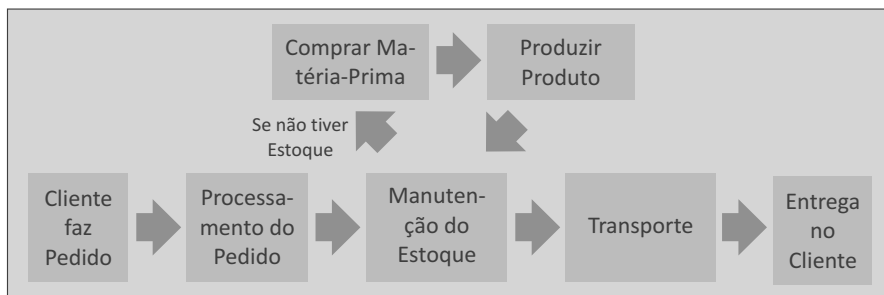 Comprar Ma-
téria-Prima
Produzir
Produto
Se não tiver
Estoque
Cliente
faz
Pedido
Processa-
mento do
Pedido
Manuten-
ção do
Estoque
Transporte
Entrega
no
Cliente